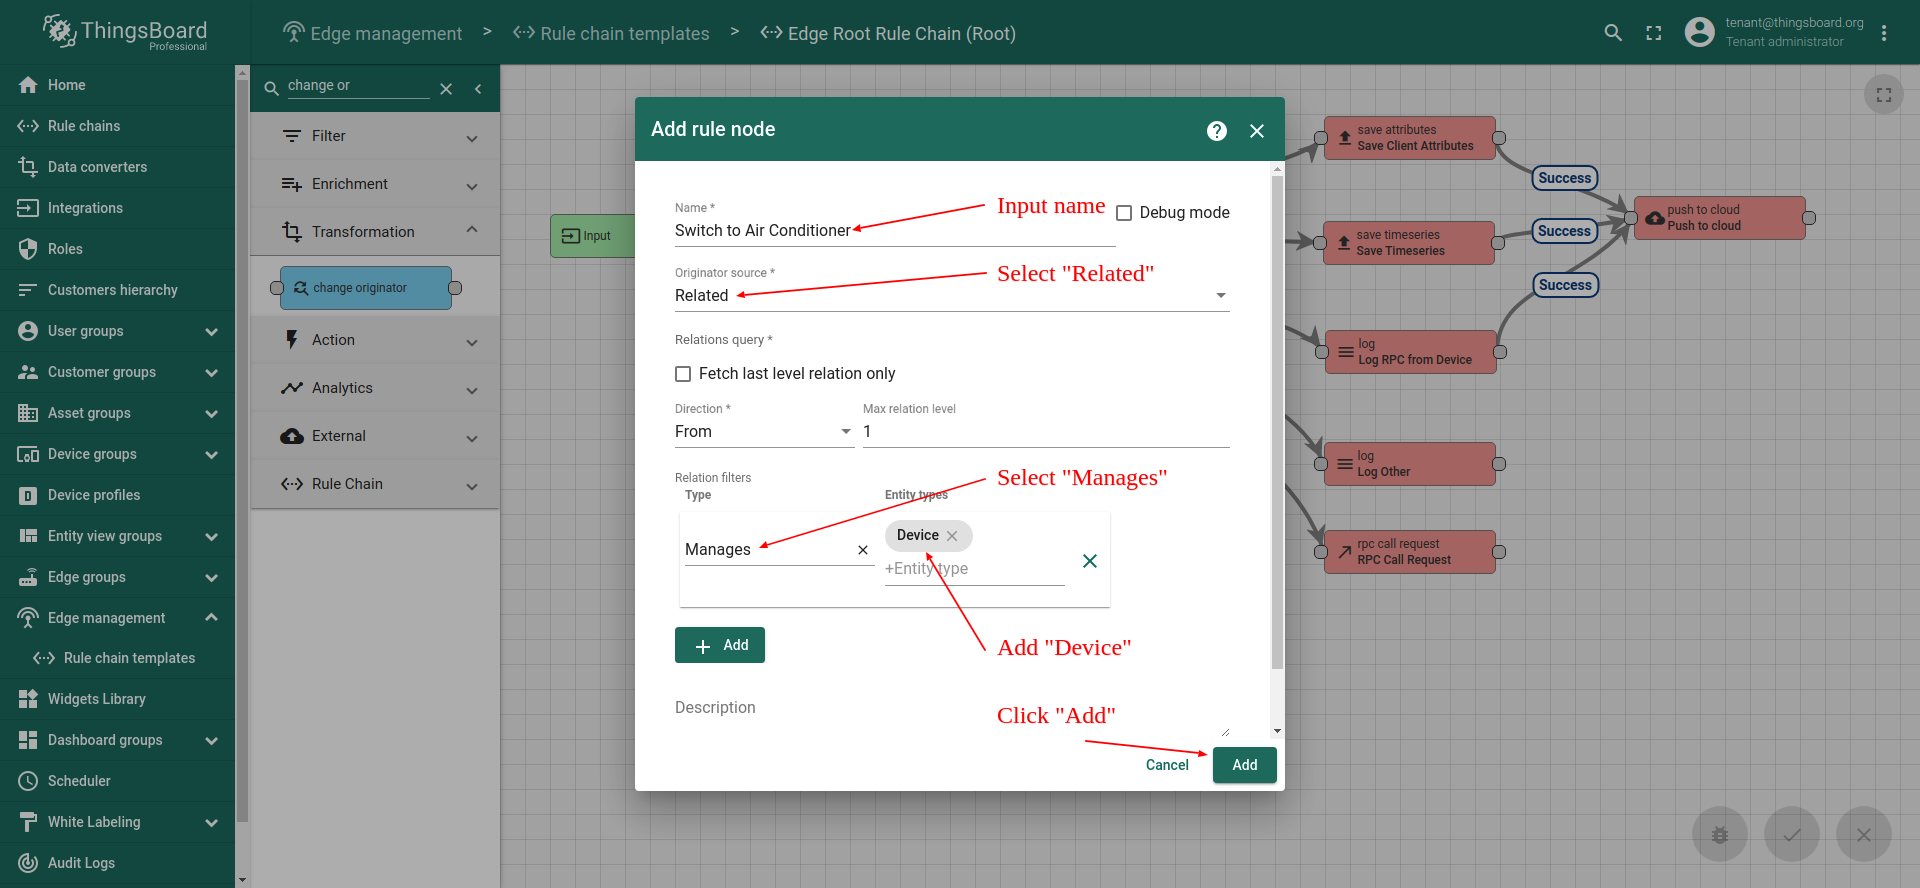 ThingsBoard
Professional
Edge management > Rule chain templates > Edge Root Rule Chain (Root)
tenant@thingsboard.org
Tenant administrator
Home
Rule chains
Data converters
Integrations
Roles
Customers hierarchy
User groups
Customer groups
Asset groups
Device groups
Device profiles
Entity view groups
Edge groups
Edge management
Rule chain templates
Widgets Library
Dashboard groups
Scheduler
White Labeling
Audit Logs
change or
Filter
Enrichment
Transformation
change originator
Action
Analytics
External
Rule Chain
Input
Add rule node
Name *
Switch to Air Conditioner
Input name
Debug mode
Originator source *
Related
Select "Related"
Relations query *
Fetch last level relation only
Direction *
From
Max relation level
1
Relation filters
Select "Manages"
Type
Entity types
Manages
Device
+Entity type
Add
Add "Device"
Description
Click "Add"
Cancel
Add
save attributes
Save Client Attributes
Success
push to cloud
Push to cloud
save timeseries
Save Timeseries
Success
Success
log
Log RPC from Device
log
Log Other
rpc call request
RPC Call Request